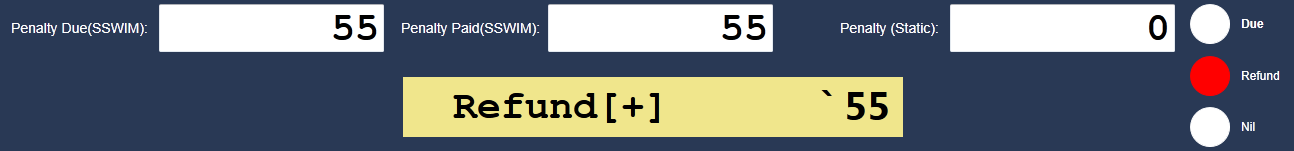 Penalty Due(SSWIM): 55 Penalty Paid(SSWIM): 55 Penalty (Static): 0 Due
Refund
Refund[+] `55
Nil